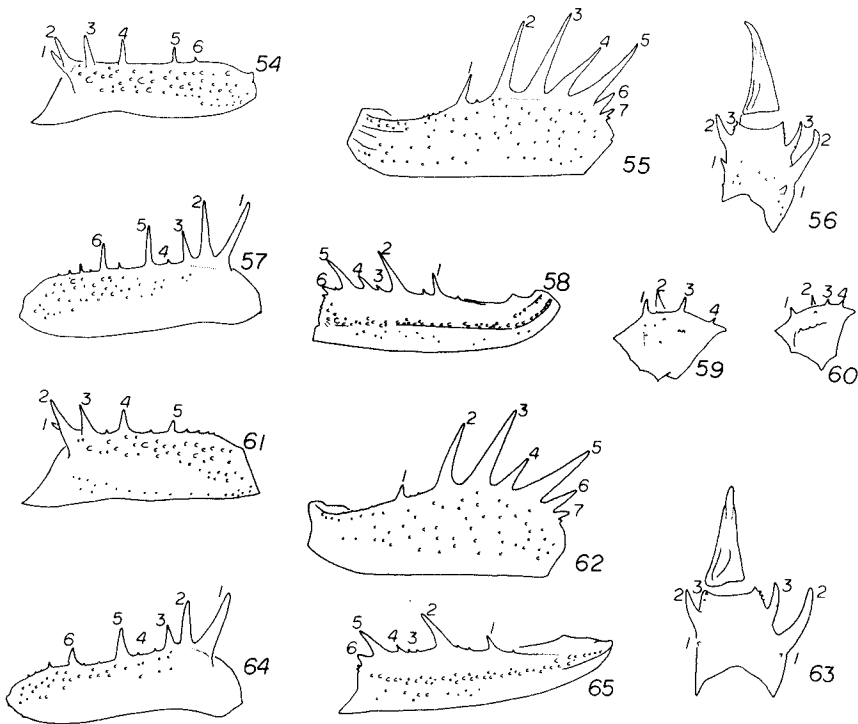 1 2 3 4 5 6 54
1 2 3 4 5 6 7 55
2 3 1 3 2 1 56
6 5 4 3 2 1 57
6 5 4 3 2 1 58
1 2 3 4 59
1 2 3 4 60
1 2 3 4 5 61
1 2 3 4 5 6 7 62
2 3 1 3 2 1 63
6 5 4 3 2 1 64
6 5 4 3 2 1 65